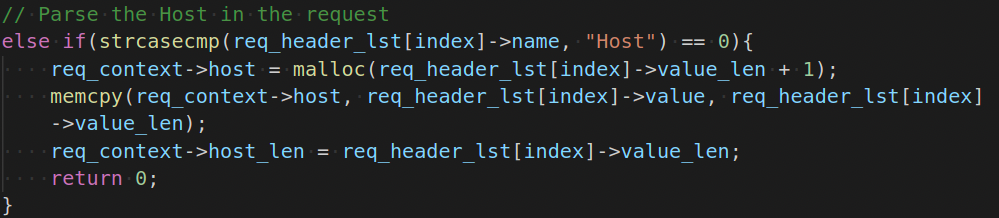 // Parse the Host in the request
else if(strcasecmp(req_header_lst[index]->name, "Host") == 0){
    req_context->host = malloc(req_header_lst[index]->value_len + 1);
    memcpy(req_context->host, req_header_lst[index]->value, req_header_lst[index]
    ->value_len);
    req_context->host_len = req_header_lst[index]->value_len;
    return 0;
}